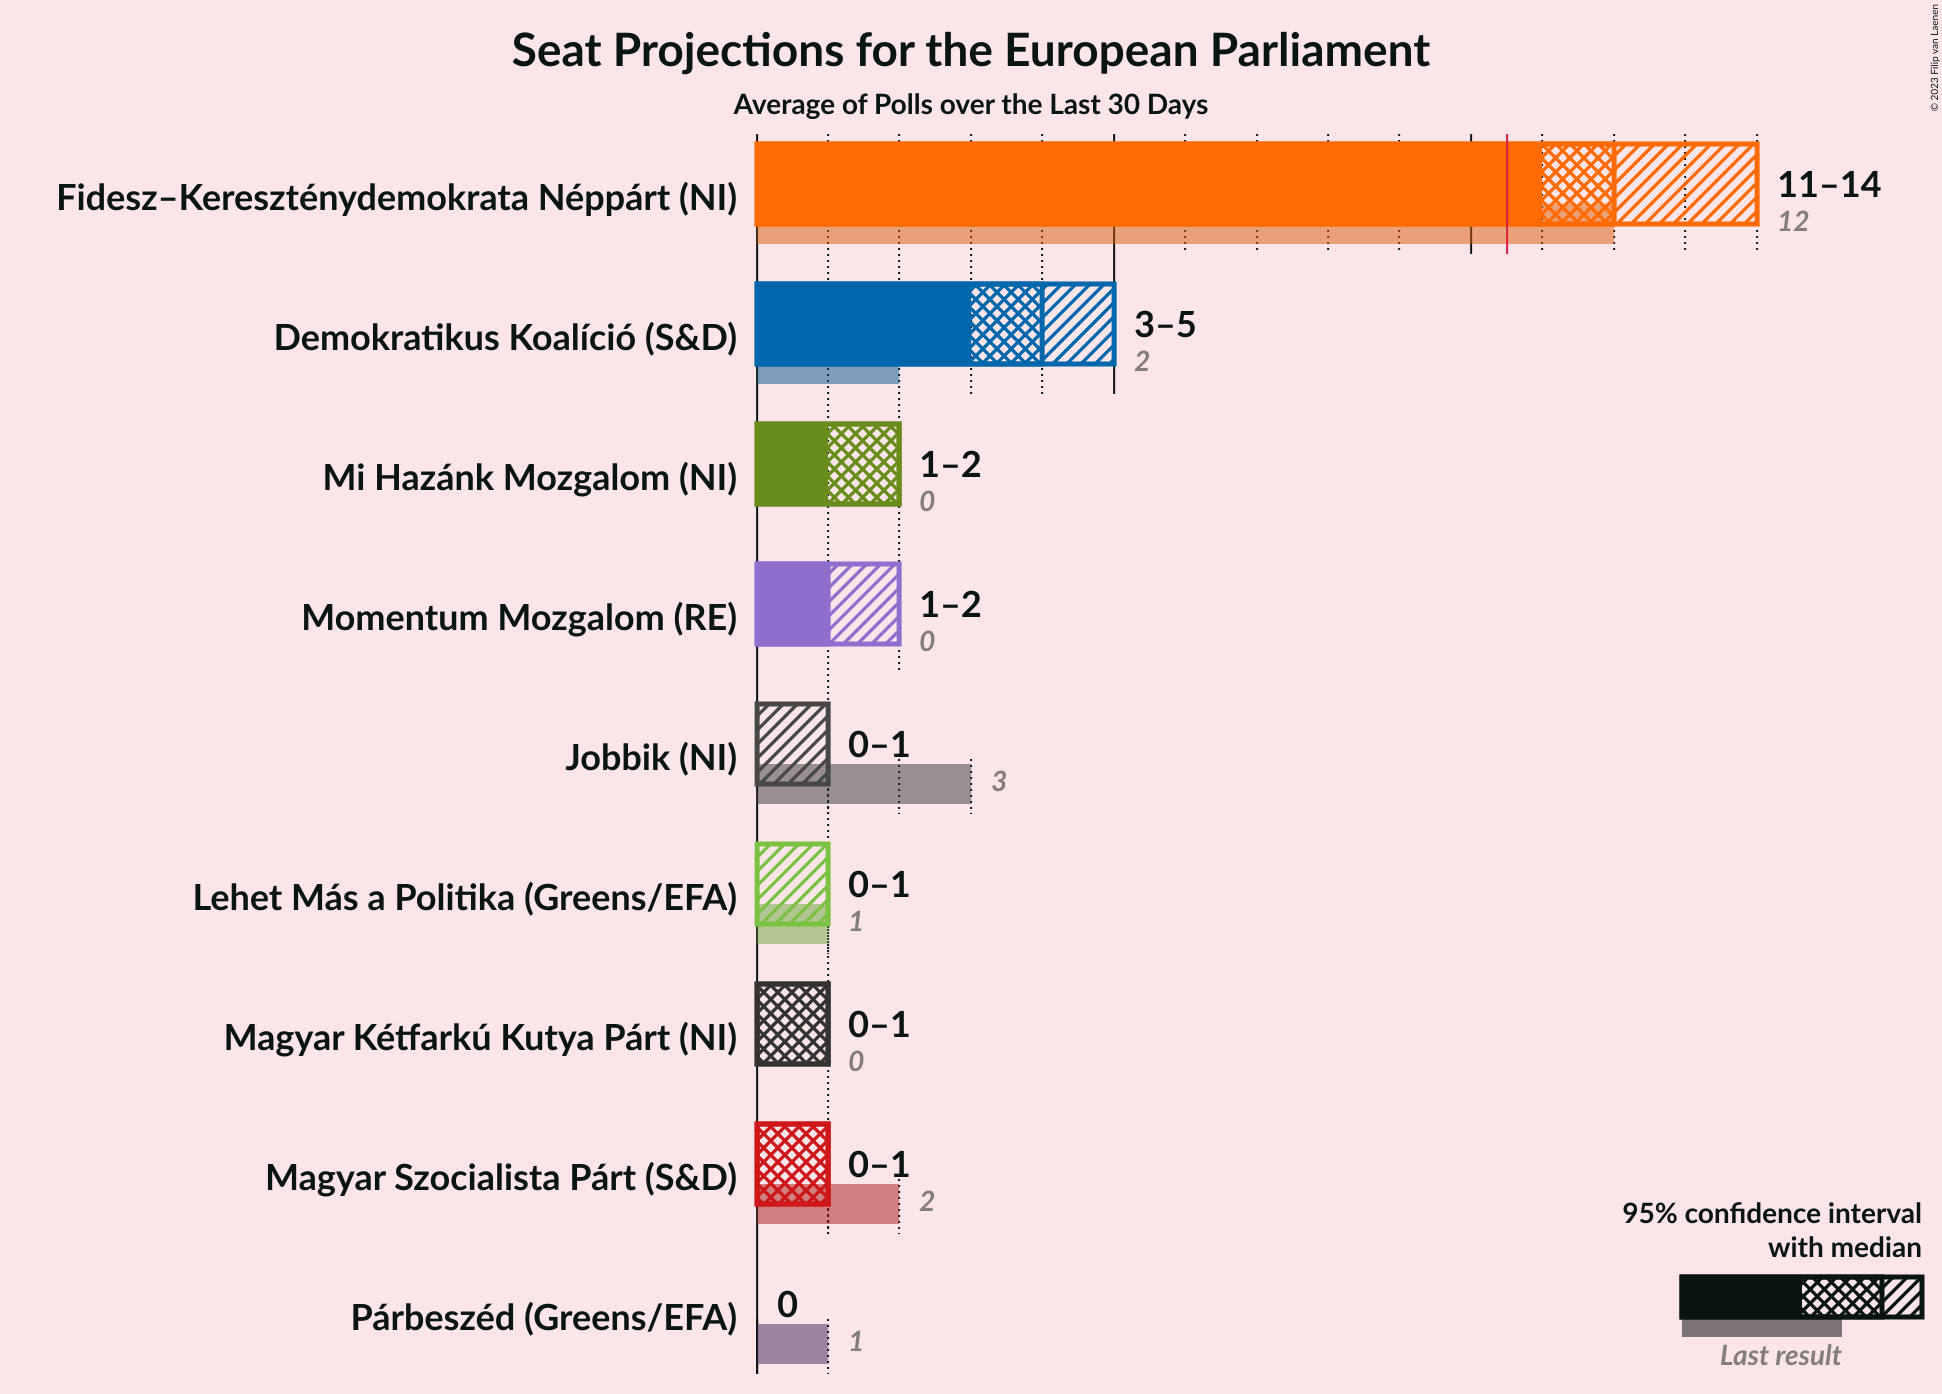 Seat Projections for the European Parliament
Average of Polls over the Last 30 Days
© 2023 Filip van Laenen
Fidesz–Kereszténydemokrata Néppárt (NI)
11–14
12
Demokratikus Koalíció (S&D)
3–5
2
Mi Hazánk Mozgalom (NI)
1–2
0
Momentum Mozgalom (RE)
1–2
0
Jobbik (NI)
0–1
3
Lehet Más a Politika (Greens/EFA)
0–1
1
Magyar Kétfarkú Kutya Párt (NI)
0–1
0
Magyar Szocialista Párt (S&D)
0–1
2
Párbeszéd (Greens/EFA)
0
1
95% confidence interval
with median
Last result